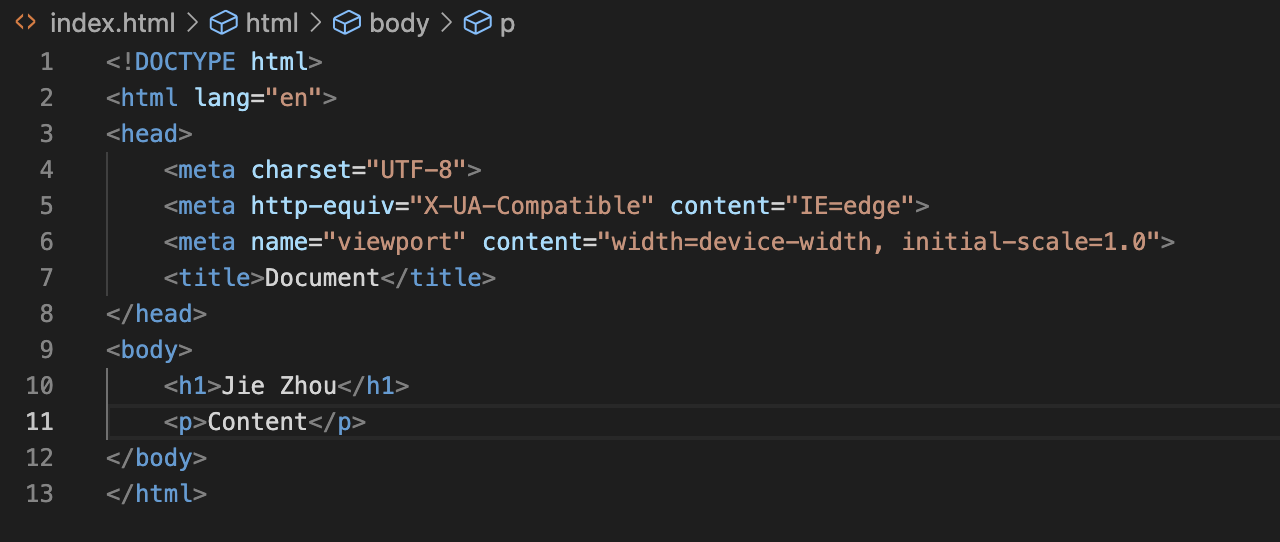 index.html > html > body > p
1 <!DOCTYPE html>
2 <html lang="en">
3 <head>
4     <meta charset="UTF-8">
5     <meta http-equiv="X-UA-Compatible" content="IE=edge">
6     <meta name="viewport" content="width=device-width, initial-scale=1.0">
7     <title>Document</title>
8 </head>
9 <body>
10     <h1>Jie Zhou</h1>
11     <p>Content</p>
12 </body>
13 </html>